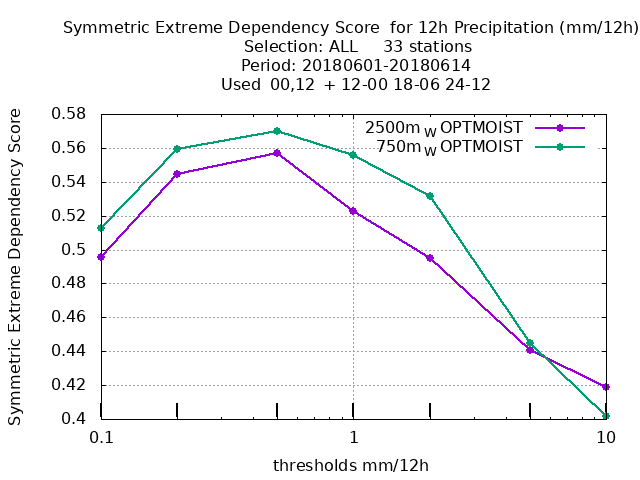 Symmetric Extreme Dependency Score  for 12h Precipitation (mm/12h)
Selection: ALL     33 stations
Period: 20180601-20180614
Used  00,12  + 12-00 18-06 24-12
Symmetric Extreme Dependency Score
0.58
0.56
0.54
0.52
0.5
0.48
0.46
0.44
0.42
0.4
2500m_W OPTMOIST
750m_W OPTMOIST
0.1 1 10
thresholds mm/12h